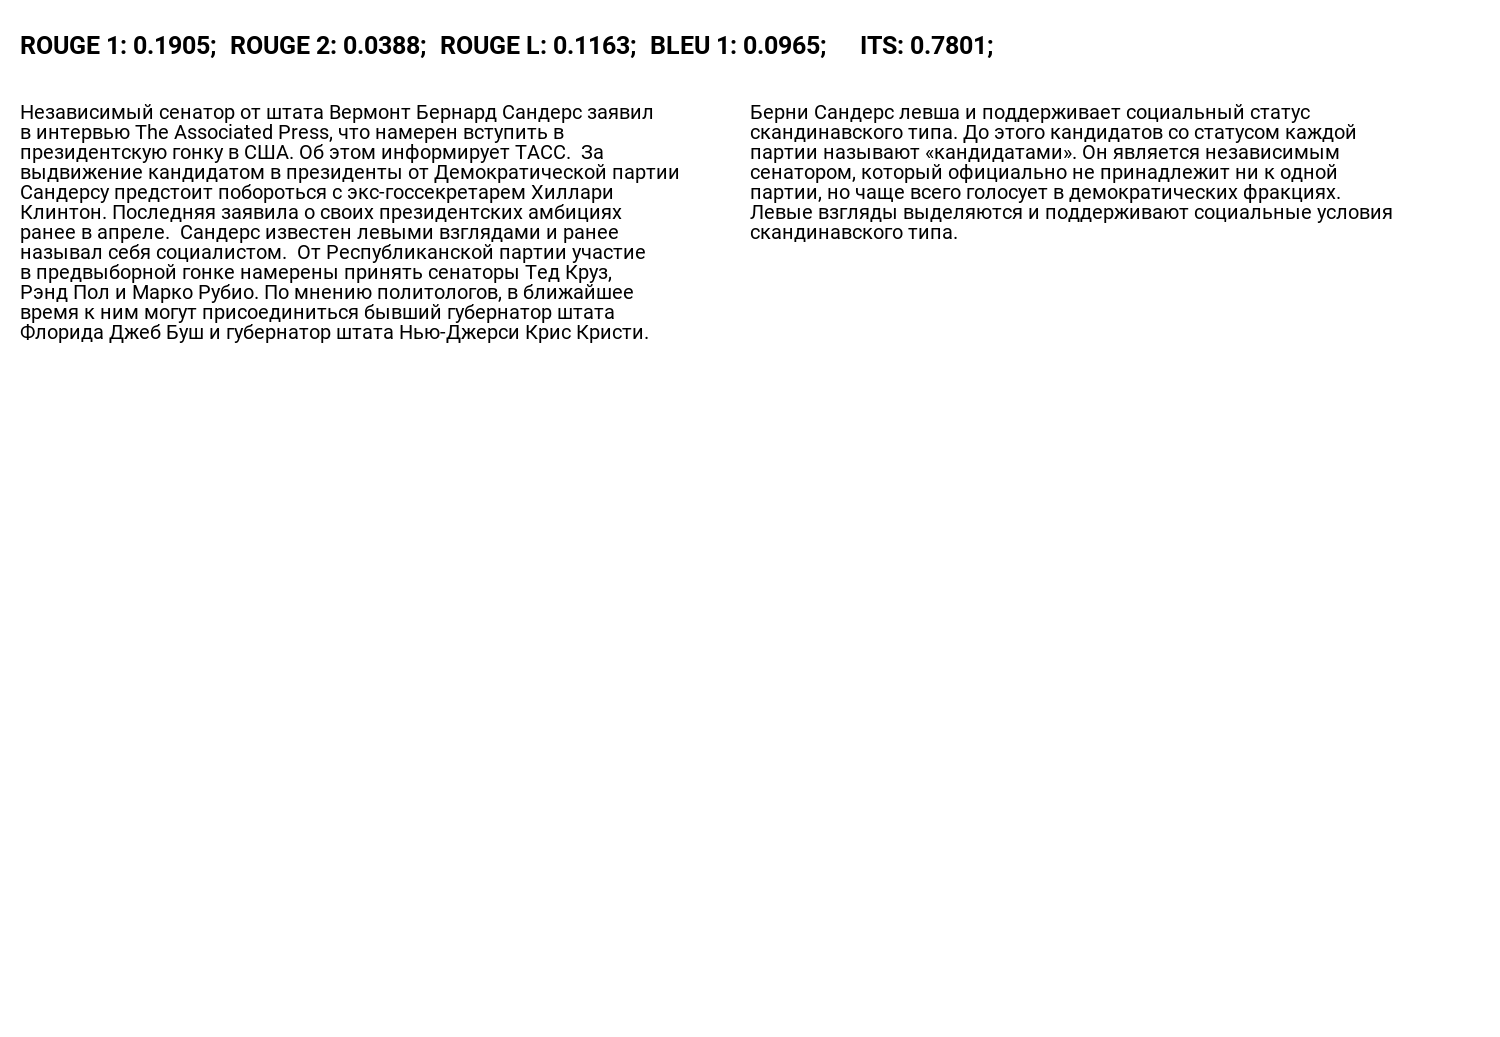 ROUGE 1: 0.1905;  ROUGE 2: 0.0388;  ROUGE L: 0.1163;  BLEU 1: 0.0965;  ITS: 0.7801;
Независимый сенатор от штата Вермонт Бернард Сандерс заявил
в интервью The Associated Press, что намерен вступить в
президентскую гонку в США. Об этом информирует ТАСС.  За
выдвижение кандидатом в президенты от Демократической партии
Сандерсу предстоит побороться с экс-госсекретарем Хиллари
Клинтон. Последняя заявила о своих президентских амбициях
ранее в апреле.  Сандерс известен левыми взглядами и ранее
называл себя социалистом.  От Республиканской партии участие
в предвыборной гонке намерены принять сенаторы Тед Круз,
Рэнд Пол и Марко Рубио. По мнению политологов, в ближайшее
время к ним могут присоединиться бывший губернатор штата
Флорида Джеб Буш и губернатор штата Нью-Джерси Крис Кристи.
Берни Сандерс левша и поддерживает социальный статус
скандинавского типа. До этого кандидатов со статусом каждой
партии называют «кандидатами». Он является независимым
сенатором, который официально не принадлежит ни к одной
партии, но чаще всего голосует в демократических фракциях.
Левые взгляды выделяются и поддерживают социальные условия
скандинавского типа.